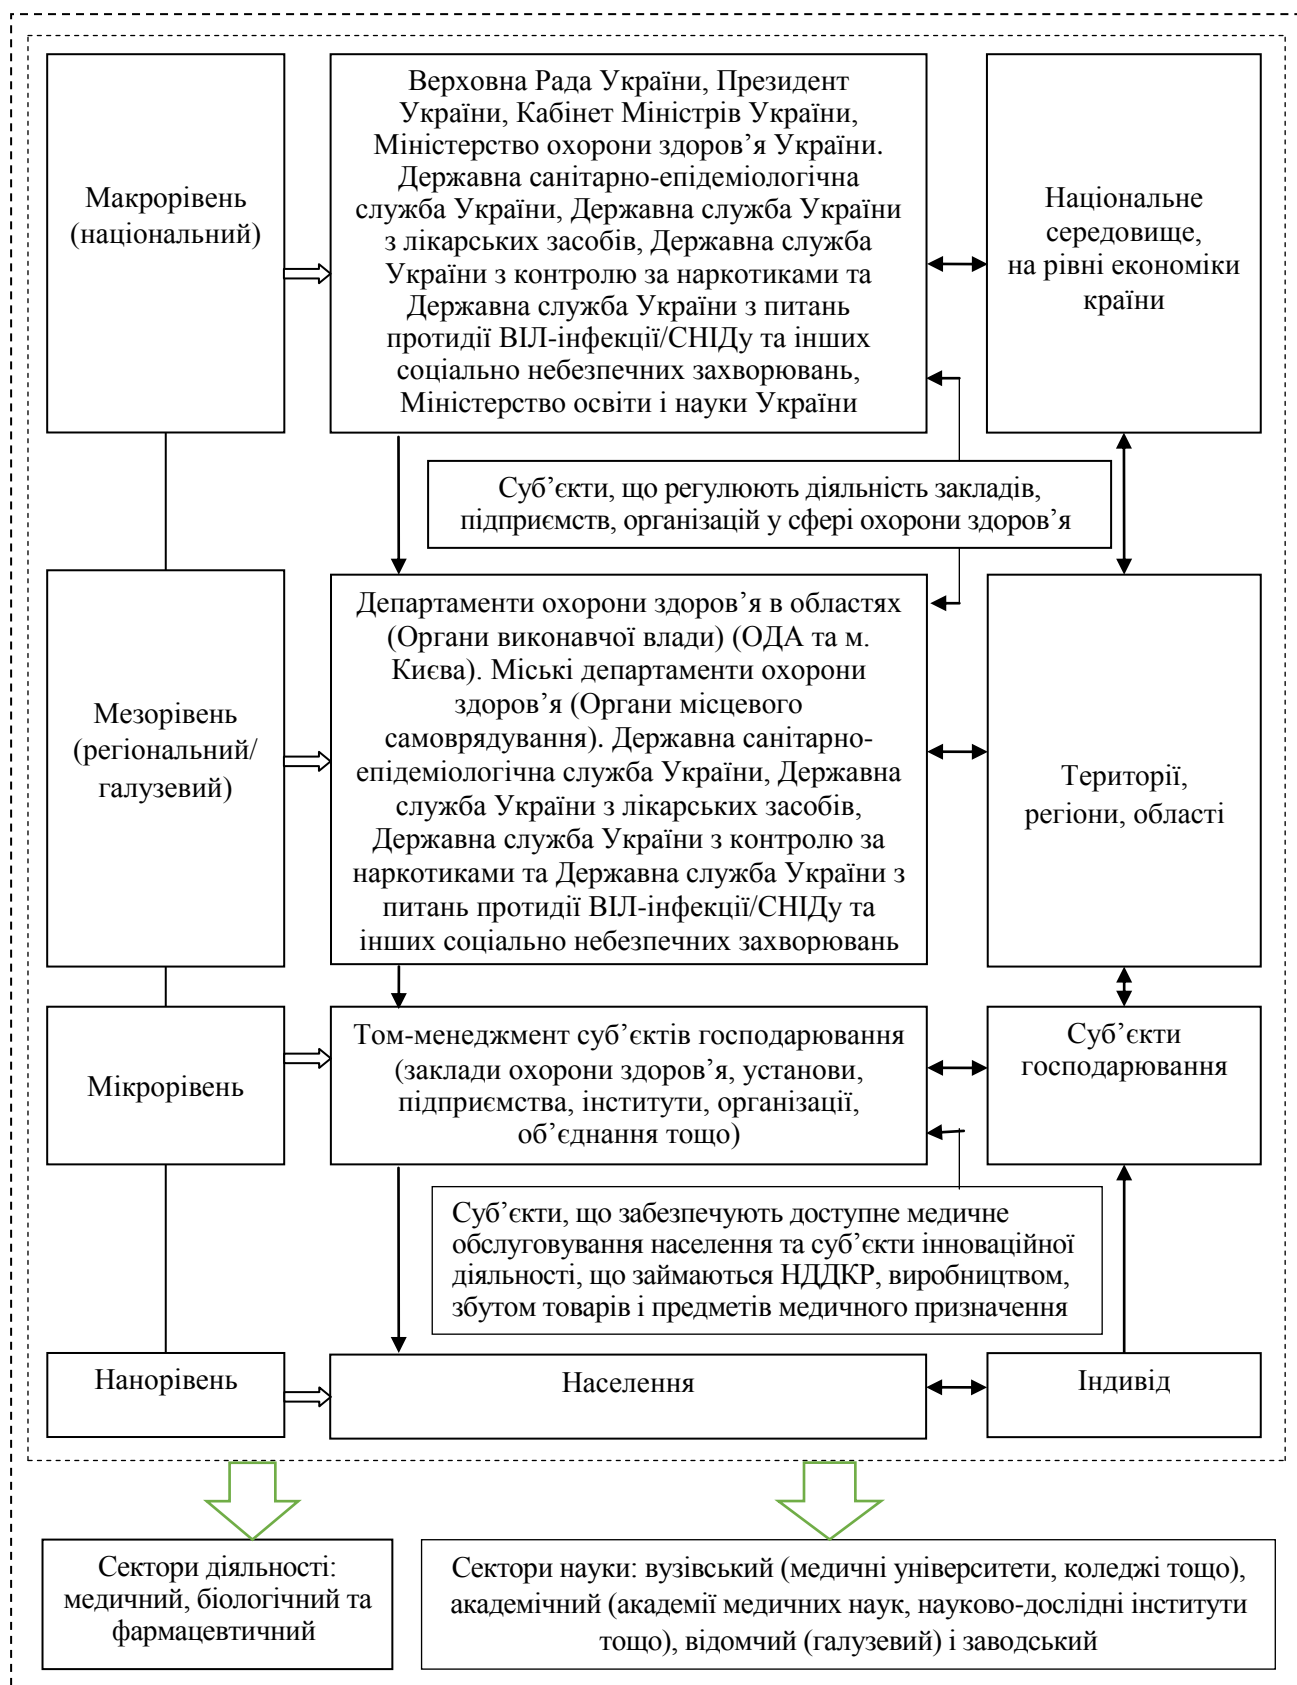 Макрорівень
(національний)
Верховна Рада України, Президент
України, Кабінет Міністрів України,
Міністерство охорони здоров’я України.
Державна санітарно-епідеміологічна
служба України, Державна служба України
з лікарських засобів, Державна служба
України з контролю за наркотиками та
Державна служба України з питань
протидії ВІЛ-інфекції/СНІДу та інших
соціально небезпечних захворювань,
Міністерство освіти і науки України
Національне
середовище,
на рівні економіки
країни
Суб’єкти, що регулюють діяльність закладів,
підприємств, організацій у сфері охорони здоров’я
Мезорівень
(регіональний/
галузевий)
Департаменти охорони здоров’я в областях
(Органи виконавчої влади) (ОДА та м.
Києва). Міські департаменти охорони
здоров’я (Органи місцевого
самоврядування). Державна санітарно-
епідеміологічна служба України, Державна
служба України з лікарських засобів,
Державна служба України з контролю за
наркотиками та Державна служба України з
питань протидії ВІЛ-інфекції/СНІДу та
інших соціально небезпечних захворювань
Території,
регіони, області
Мікрорівень
Том-менеджмент суб’єктів господарювання
(заклади охорони здоров’я, установи,
підприємства, інститути, організації,
об’єднання тощо)
Суб’єкти
господарювання
Суб’єкти, що забезпечують доступне медичне
обслуговування населення та суб’єкти інноваційної
діяльності, що займаються НДДКР, виробництвом,
збутом товарів і предметів медичного призначення
Нанорівень
Населення
Індивід
Сектори діяльності:
медичний, біологічний та
фармацевтичний
Сектори науки: вузівський (медичні університети, коледжі тощо),
академічний (академії медичних наук, науково-дослідні інститути
тощо), відомчий (галузевий) і заводський